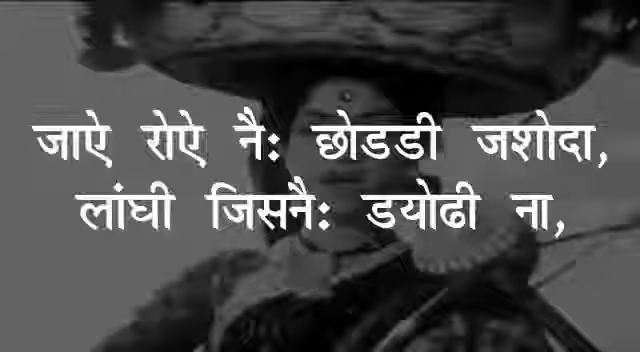 जाऐ रोऐ नै: छोडडी जशोदा,
लांघी जिसनै: डयोढी ना,